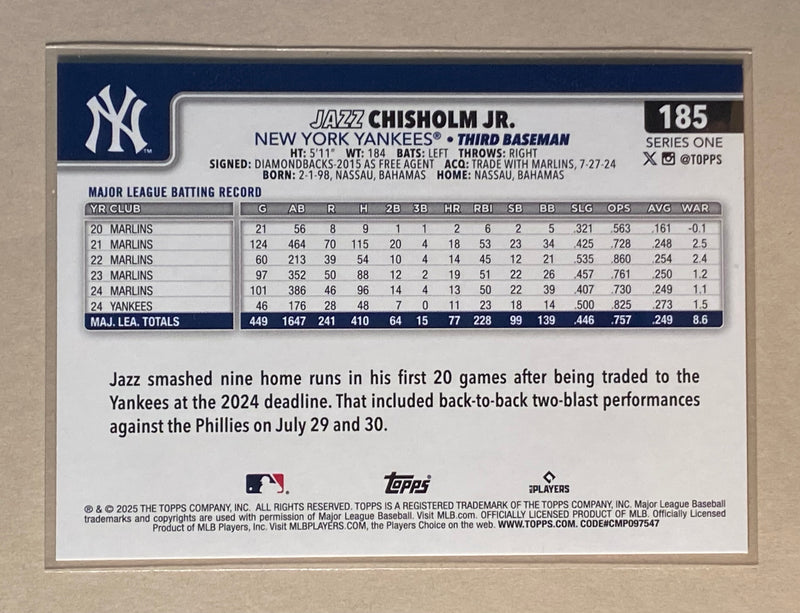 NY
JAZZ CHISHOLM JR.
185
NEW YORK YANKEES® • THIRD BASEMAN
SERIES ONE
HT: 5'11" WT: 184 BATS: LEFT THROWS: RIGHT
X @TOPPS
SIGNED: DIAMONDBACKS-2015 AS FREE AGENT ACQ: TRADE WITH MARLINS, 7-27-24
BORN: 2-1-98, NASSAU, BAHAMAS HOME: NASSAU, BAHAMAS
MAJOR LEAGUE BATTING RECORD
YR CLUB G AB R H 2B 3B HR RBI SB BB SLG OPS AVG WAR
20 MARLINS 21 56 8 9 1 1 2 6 2 5 .321 .563 .161 -0.1
21 MARLINS 124 464 70 115 20 4 18 53 23 34 .425 .728 .248 2.5
22 MARLINS 60 213 39 54 10 4 14 45 12 21 .535 .860 .254 2.4
23 MARLINS 97 352 50 88 12 2 19 51 22 26 .457 .761 .250 1.2
24 MARLINS 101 386 46 96 14 4 13 50 22 39 .407 .730 .249 1.1
24 YANKEES 46 176 28 48 7 0 11 23 18 14 .500 .825 .273 1.5
MAJ. LEA. TOTALS 449 1647 241 410 64 15 77 228 99 139 .446 .757 .249 8.6
Jazz smashed nine home runs in his first 20 games after being traded to the
Yankees at the 2024 deadline. That included back-to-back two-blast performances
against the Phillies on July 29 and 30.
Topps® PLAYERS
® & © 2025 THE TOPPS COMPANY, INC. ALL RIGHTS RESERVED. TOPPS IS A REGISTERED TRADEMARK OF THE TOPPS COMPANY, INC. Major League Baseball
trademarks and copyrights are used with permission of Major League Baseball. Visit MLB.com. OFFICIALLY LICENSED PRODUCT OF MLB. Officially Licensed
Product of MLB Players, Inc. Visit MLBPLAYERS.COM, the Players Choice on the web. WWW.TOPPS.COM. CODE#CMP097547